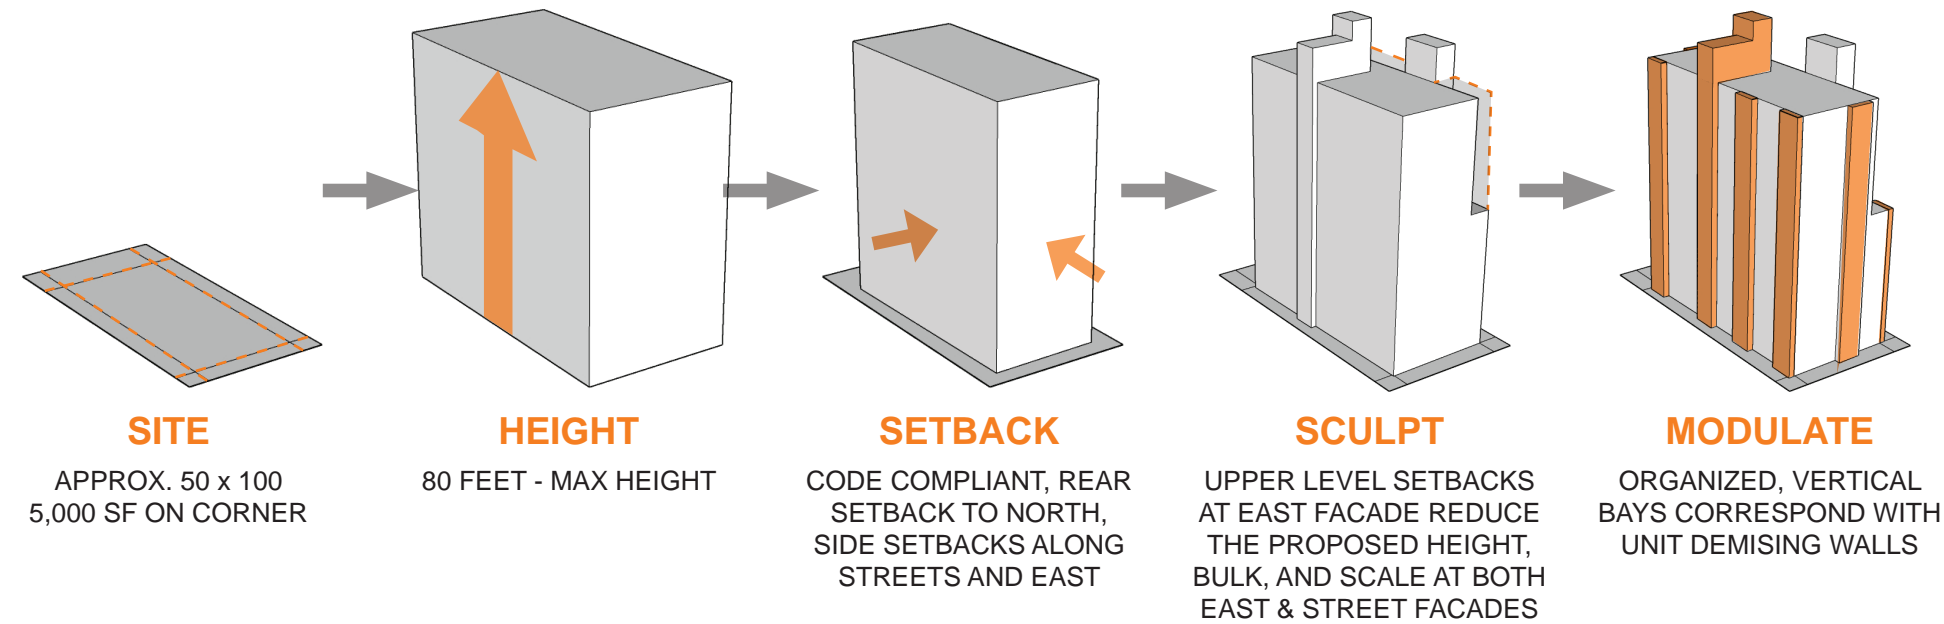 SITE
APPROX. 50 x 100
5,000 SF ON CORNER
HEIGHT
80 FEET - MAX HEIGHT
SETBACK
CODE COMPLIANT, REAR
SETBACK TO NORTH,
SIDE SETBACKS ALONG
STREETS AND EAST
SCULPT
UPPER LEVEL SETBACKS
AT EAST FACADE REDUCE
THE PROPOSED HEIGHT,
BULK, AND SCALE AT BOTH
EAST & STREET FACADES
MODULATE
ORGANIZED, VERTICAL
BAYS CORRESPOND WITH
UNIT DEMISING WALLS